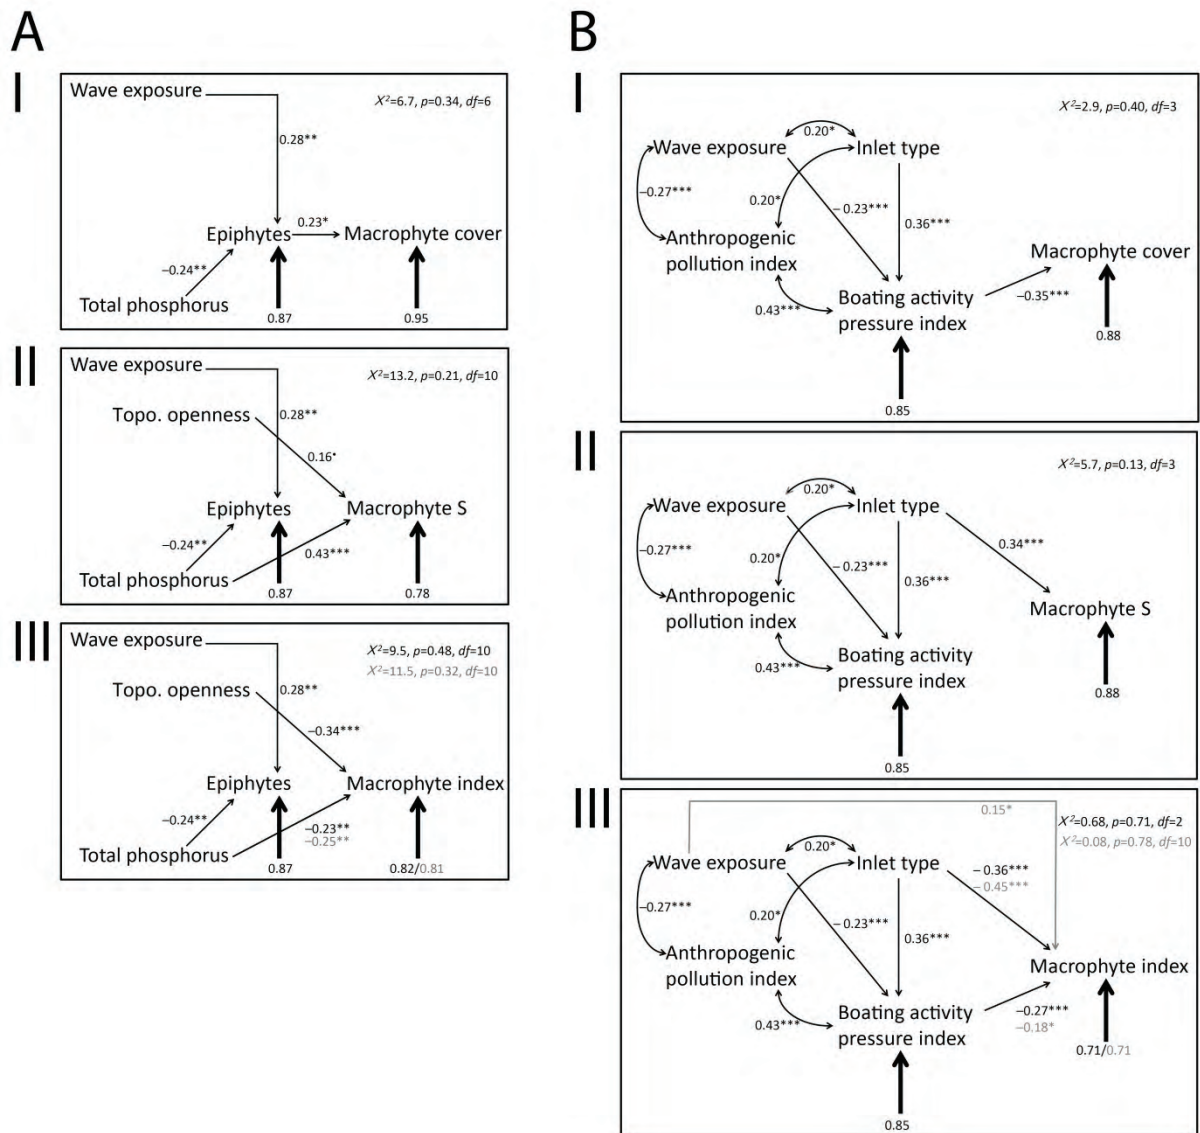 A
I
Wave exposure
X²=6.7, p=0.34, df=6
0.28**
0.23*
Epiphytes
Macrophyte cover
−0.24**
Total phosphorus
0.87
0.95
II
Wave exposure
X²=13.2, p=0.21, df=10
Topo. openness
0.28**
0.16*
Epiphytes
Macrophyte S
−0.24**
0.43***
Total phosphorus
0.87
0.78
III
Wave exposure
X²=9.5, p=0.48, df=10
X²=11.5, p=0.32, df=10
Topo. openness
0.28**
−0.34***
Epiphytes
Macrophyte index
−0.24**
−0.23**
−0.25**
Total phosphorus
0.87
0.82/0.81
B
I
X²=2.9, p=0.40, df=3
0.20*
Wave exposure
Inlet type
−0.27***
0.20*
−0.23***
0.36***
Anthropogenic
pollution index
Macrophyte cover
0.43***
Boating activity
pressure index
−0.35***
0.88
0.85
II
X²=5.7, p=0.13, df=3
0.20*
Wave exposure
Inlet type
−0.27***
0.20*
−0.23***
0.36***
0.34***
Anthropogenic
pollution index
Macrophyte S
0.43***
Boating activity
pressure index
0.88
0.85
III
0.15*
X²=0.68, p=0.71, df=2
X²=0.08, p=0.78, df=10
0.20*
Wave exposure
Inlet type
−0.36***
−0.45***
−0.27***
0.20*
−0.23***
0.36***
Anthropogenic
pollution index
Macrophyte index
0.43***
Boating activity
pressure index
−0.27***
−0.18*
0.71/0.71
0.85